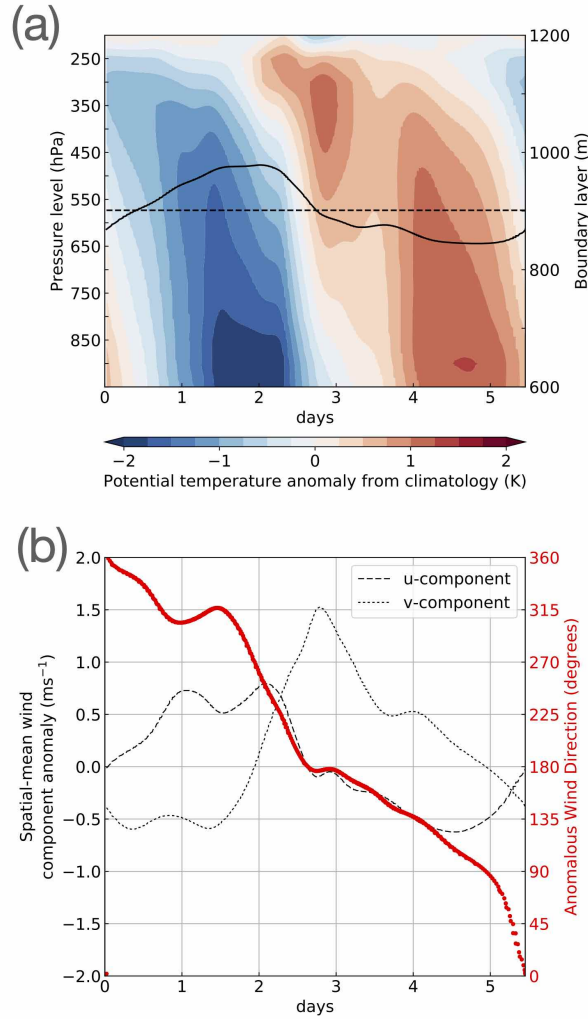 (a)
1200
250
350
1000
450
550
650
800
750
850
600
Pressure level (hPa)
Boundary layer (m)
0 1 2 3 4 5
days
−2 −1 0 1 2
Potential temperature anomaly from climatology (K)
(b)
2.0 360
u-component
v-component
1.5 315
1.0 270
0.5 225
0.0 180
−0.5 135
−1.0 90
−1.5 45
−2.0 0
Spatial-mean wind
component anomaly (ms⁻¹)
Anomalous Wind Direction (degrees)
0 1 2 3 4 5
days